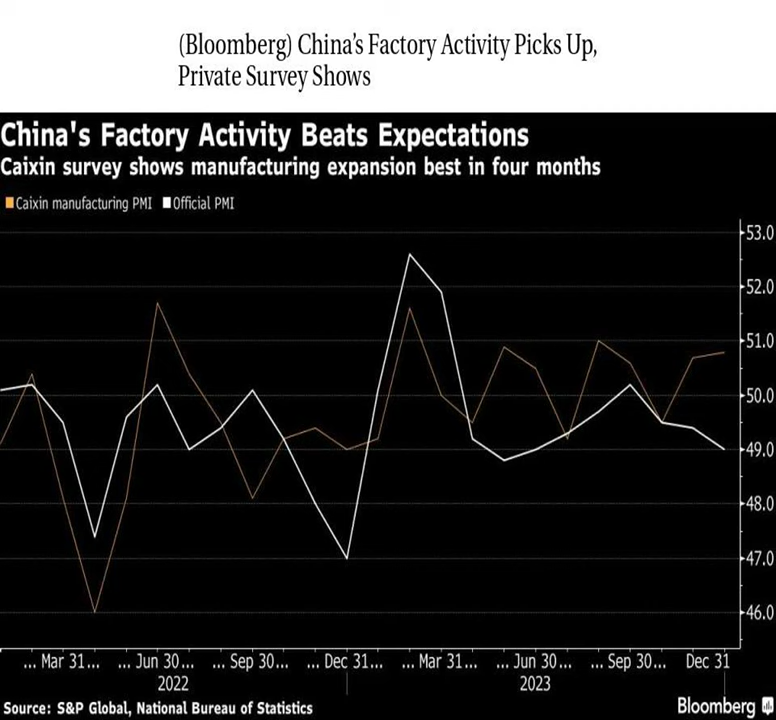 (Bloomberg) China’s Factory Activity Picks Up,
Private Survey Shows
China's Factory Activity Beats Expectations
Caixin survey shows manufacturing expansion best in four months
Caixin manufacturing PMI Official PMI
53.0
52.0
51.0
50.0
49.0
48.0
47.0
46.0
... Mar 31... ... Jun 30... ... Sep 30... ... Dec 31... ... Mar 31... ... Jun 30... ... Sep 30... Dec 31
2022 2023
Source: S&P Global, National Bureau of Statistics
Bloomberg